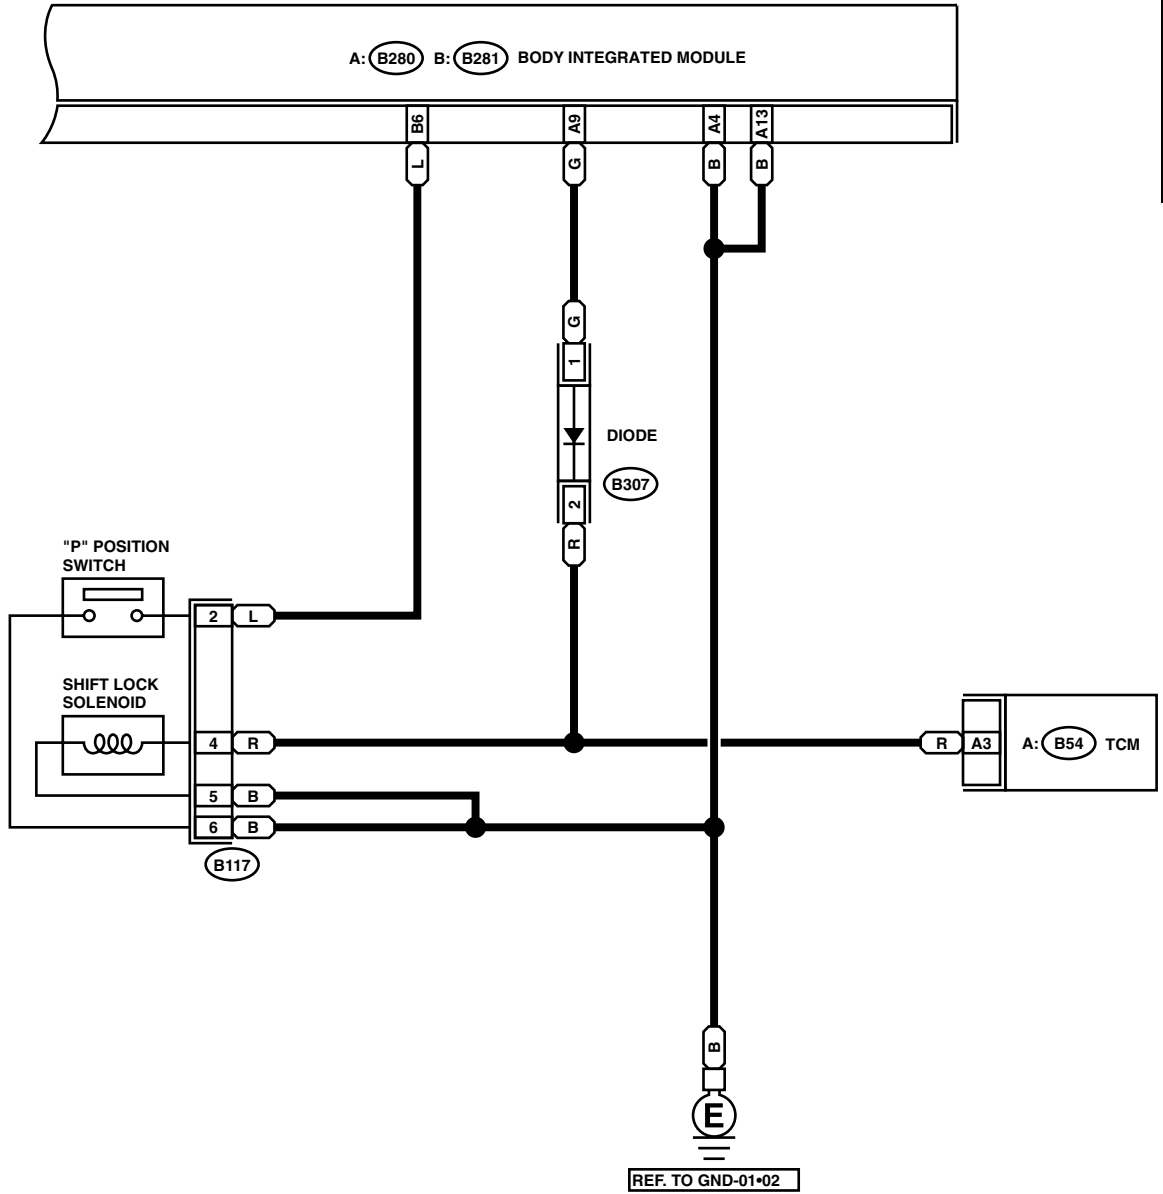 A: B280 B: B281 BODY INTEGRATED MODULE
B6 A9 A4 A13
L G B B
G
1
DIODE
B307
2
R
"P" POSITION
SWITCH
2 L
SHIFT LOCK
SOLENOID
4 R
R A3 A: B54 TCM
5 B
6 B
B117
B
E
REF. TO GND-01•02